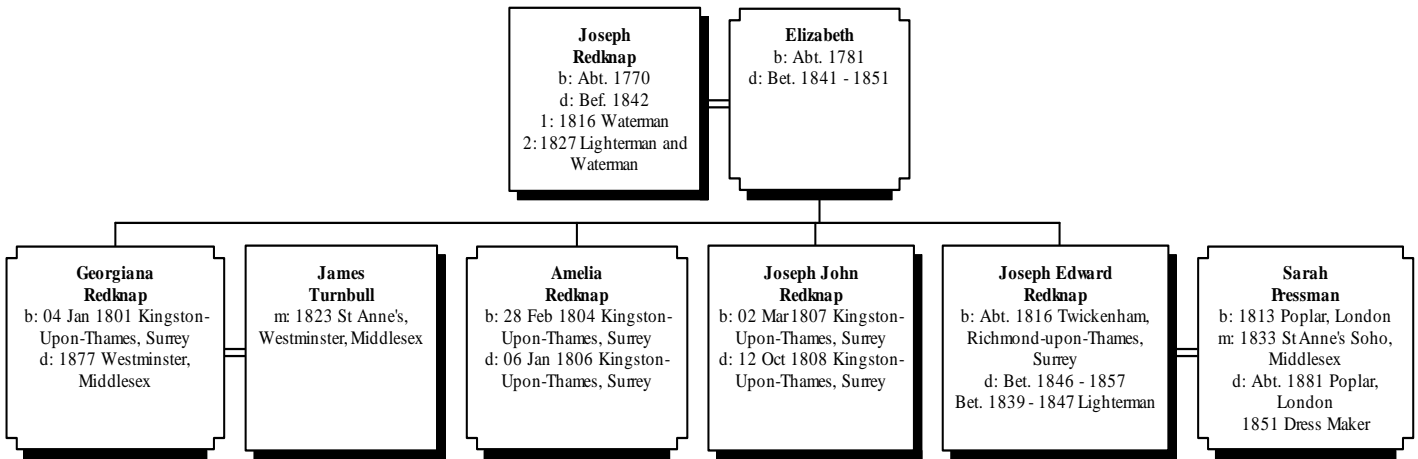 Joseph
Redknap
b: Abt. 1770
d: Bef. 1842
1: 1816 Waterman
2: 1827 Lighterman and
Waterman
Elizabeth
b: Abt. 1781
d: Bet. 1841 - 1851
Georgiana
Redknap
b: 04 Jan 1801 Kingston-
Upon-Thames, Surrey
d: 1877 Westminster,
Middlesex
James
Turnbull
m: 1823 St Anne's,
Westminster, Middlesex
Amelia
Redknap
b: 28 Feb 1804 Kingston-
Upon-Thames, Surrey
d: 06 Jan 1806 Kingston-
Upon-Thames, Surrey
Joseph John
Redknap
b: 02 Mar 1807 Kingston-
Upon-Thames, Surrey
d: 12 Oct 1808 Kingston-
Upon-Thames, Surrey
Joseph Edward
Redknap
b: Abt. 1816 Twickenham,
Richmond-upon-Thames,
Surrey
d: Bet. 1846 - 1857
Bet. 1839 - 1847 Lighterman
Sarah
Pressman
b: 1813 Poplar, London
m: 1833 St Anne's Soho,
Middlesex
d: Abt. 1881 Poplar,
London
1851 Dress Maker